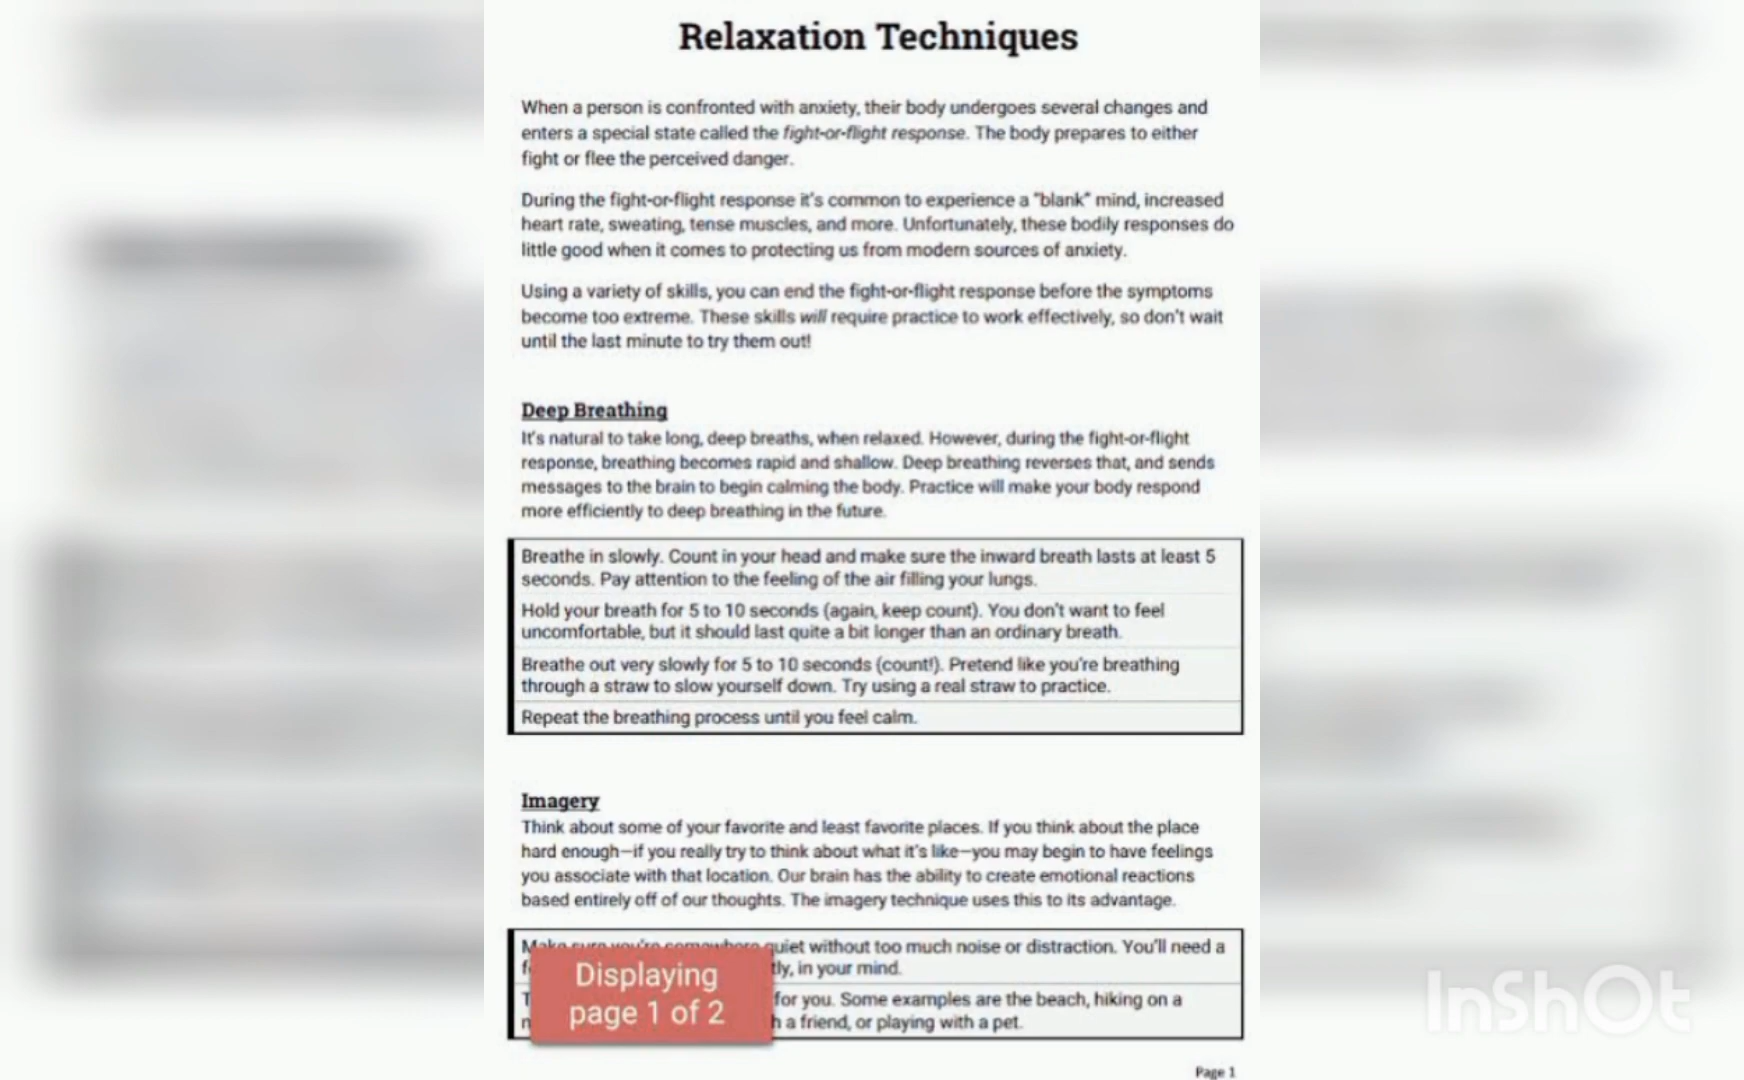 Relaxation Techniques
When a person is confronted with anxiety, their body undergoes several changes and
enters a special state called the fight-or-flight response. The body prepares to either
fight or flee the perceived danger.
During the fight-or-flight response it's common to experience a "blank" mind, increased
heart rate, sweating, tense muscles, and more. Unfortunately, these bodily responses do
little good when it comes to protecting us from modern sources of anxiety.
Using a variety of skills, you can end the fight-or-flight response before the symptoms
become too extreme. These skills will require practice to work effectively, so don't wait
until the last minute to try them out!
Deep Breathing
It's natural to take long, deep breaths, when relaxed. However, during the fight-or-flight
response, breathing becomes rapid and shallow. Deep breathing reverses that, and sends
messages to the brain to begin calming the body. Practice will make your body respond
more efficiently to deep breathing in the future.
Breathe in slowly. Count in your head and make sure the inward breath lasts at least 5
seconds. Pay attention to the feeling of the air filling your lungs.
Hold your breath for 5 to 10 seconds (again, keep count). You don't want to feel
uncomfortable, but it should last quite a bit longer than an ordinary breath.
Breathe out very slowly for 5 to 10 seconds (count!). Pretend like you're breathing
through a straw to slow yourself down. Try using a real straw to practice.
Repeat the breathing process until you feel calm.
Imagery
Think about some of your favorite and least favorite places. If you think about the place
hard enough—if you really try to think about what it's like—you may begin to have feelings
you associate with that location. Our brain has the ability to create emotional reactions
based entirely off of our thoughts. The imagery technique uses this to its advantage.
Make sure you're somewhere quiet without too much noise or distraction. You'll need a
in your mind.
for you. Some examples are the beach, hiking on a
a friend, or playing with a pet.
Displaying
page 1 of 2
Page 1
InShOt